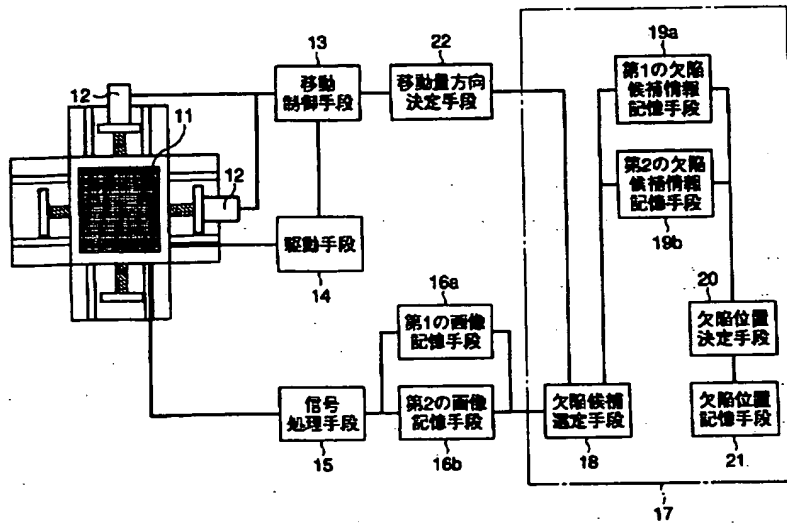 13
移動
制御手段
22
移動量方向
決定手段
19a
第1の欠陥
候補情報
記憶手段
12
11
12
第2の欠陥
候補情報
記憶手段
19b
駆動手段
14
16a
第1の画像
記憶手段
20
欠陥位置
決定手段
信号
処理手段
15
第2の画像
記憶手段
16b
欠陥候補
選定手段
18
欠陥位置
記憶手段
21
17